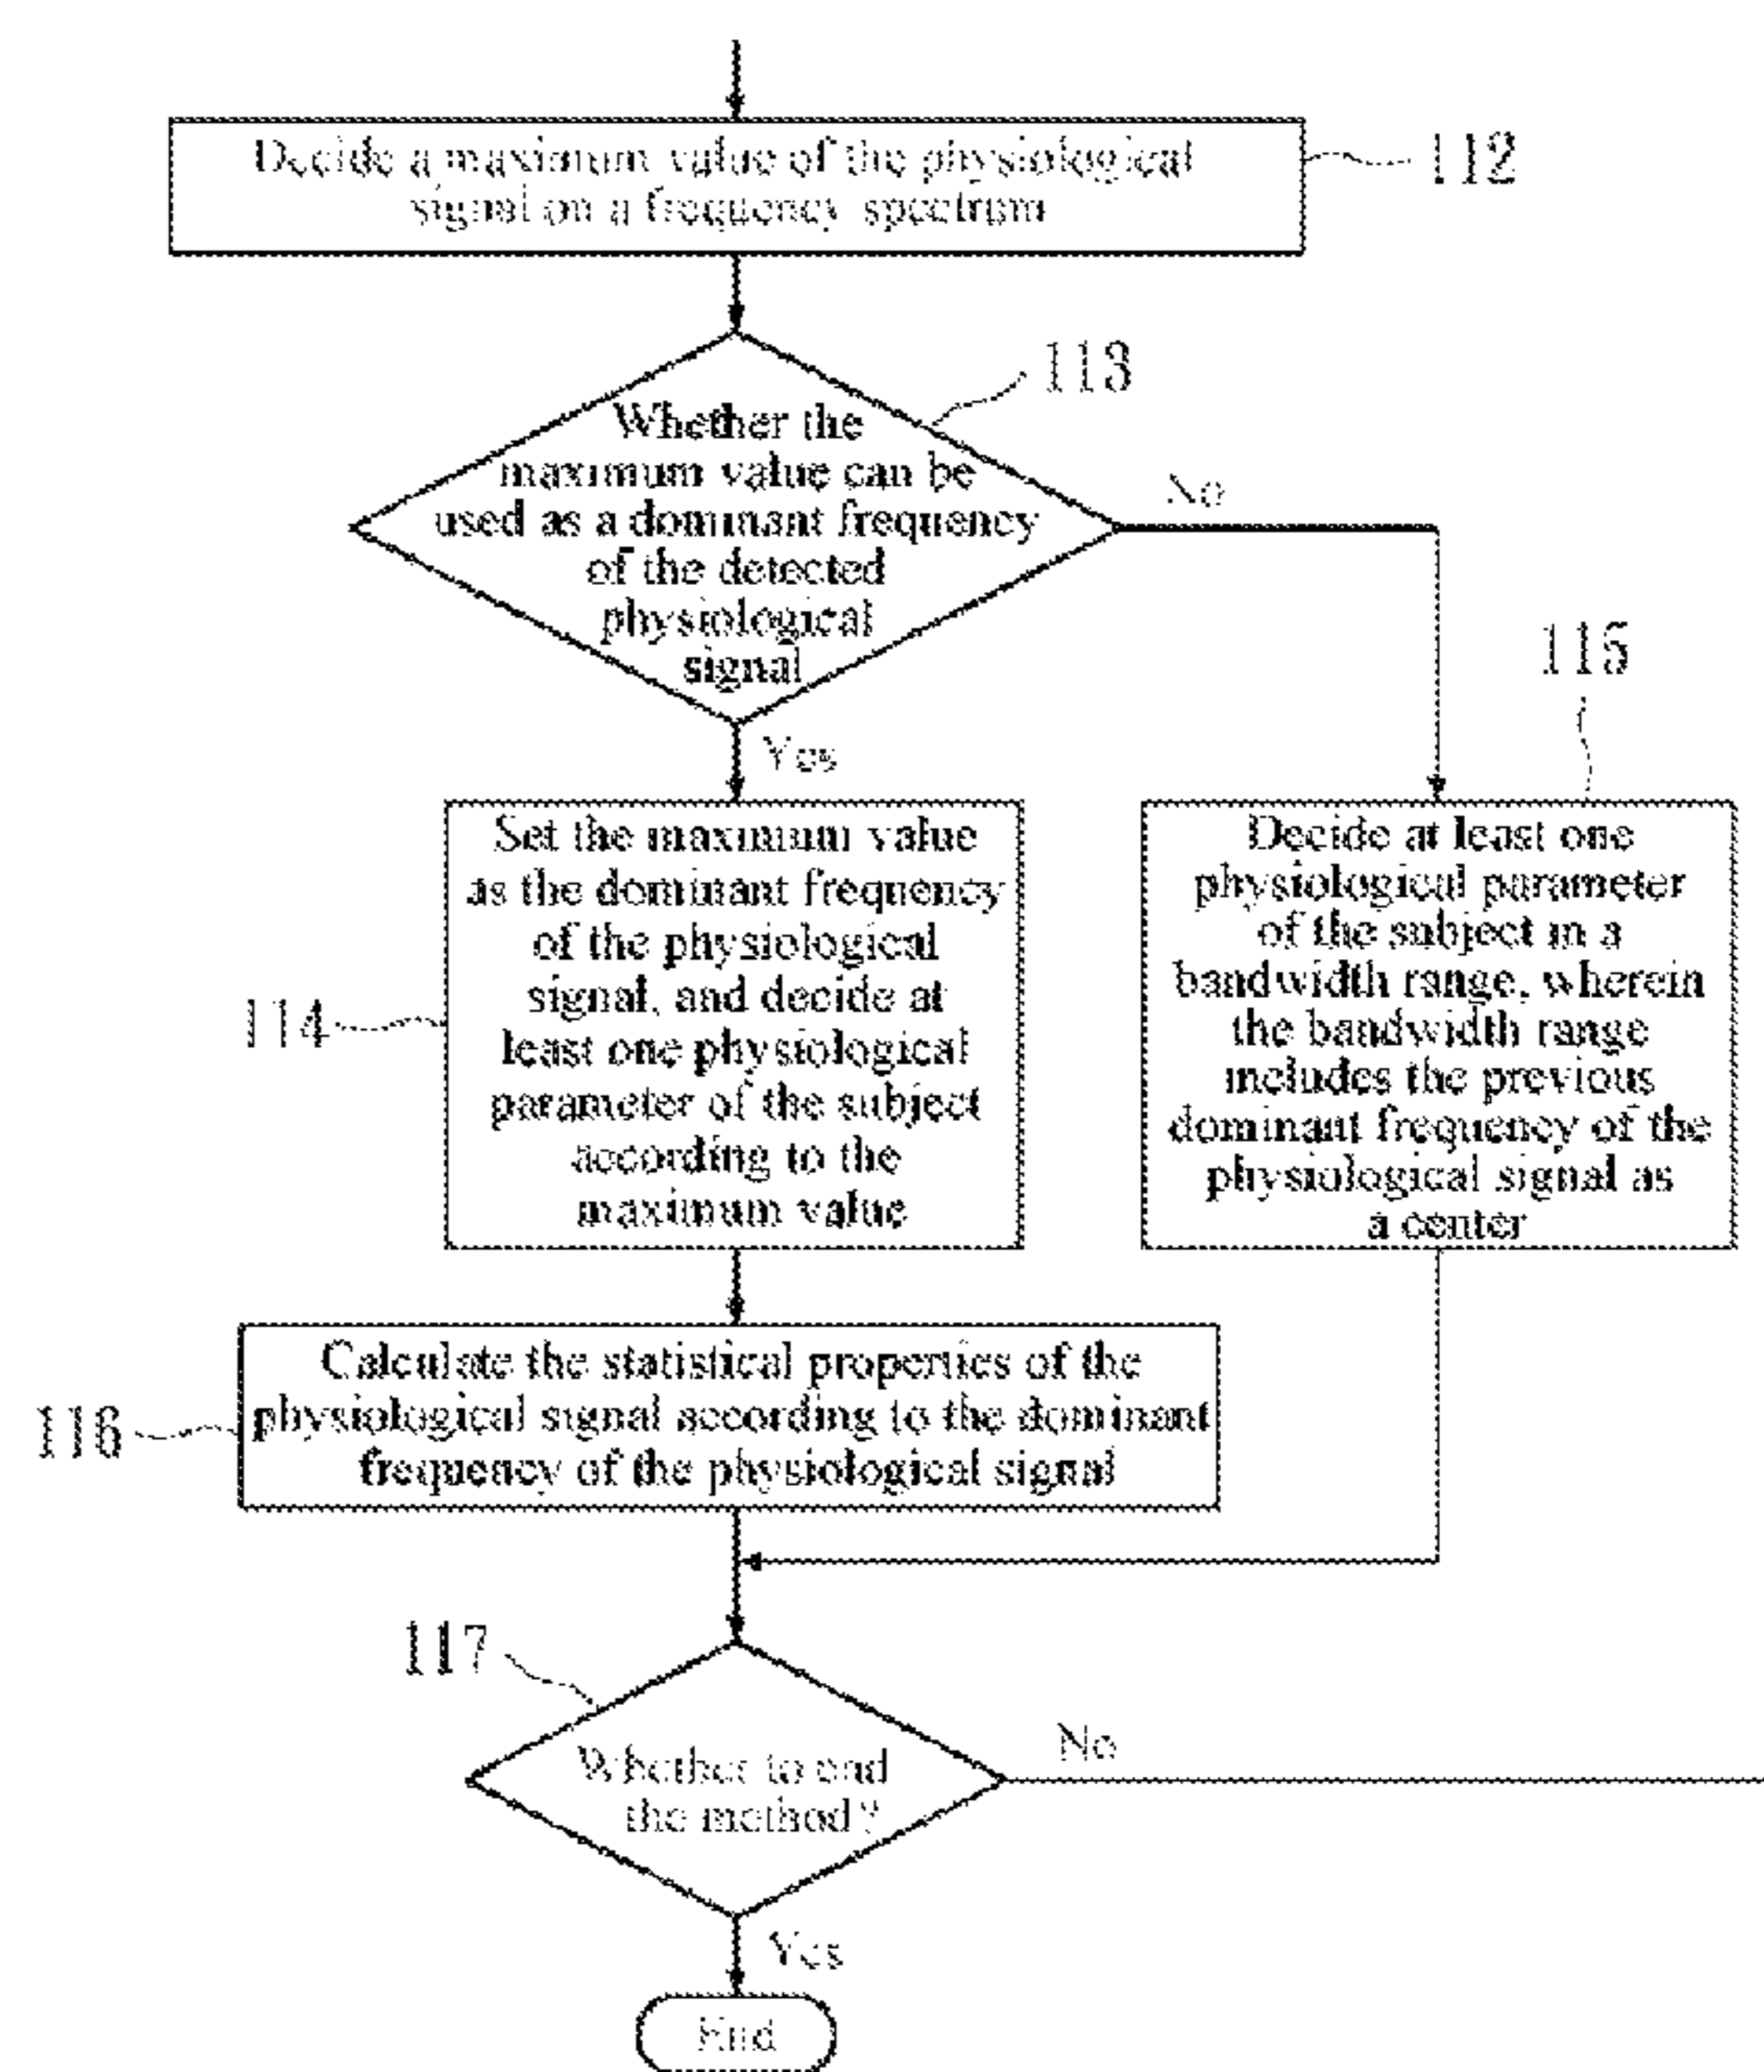 Decide a maximum value of the physiological
signal on a frequency spectrum
112
113
Whether the
maximum value can be
used as a dominant frequency
of the detected
physiological
signal
No
Yes
115
Set the maximum value
as the dominant frequency
of the physiological
signal, and decide at
least one physiological
parameter of the subject
according to the
maximum value
114
Decide at least one
physiological parameter
of the subject in a
bandwidth range, wherein
the bandwidth range
includes the previous
dominant frequency of the
physiological signal as
a center
Calculate the statistical properties of the
physiological signal according to the dominant
frequency of the physiological signal
116
117
Whether to end
the method?
No
Yes
End